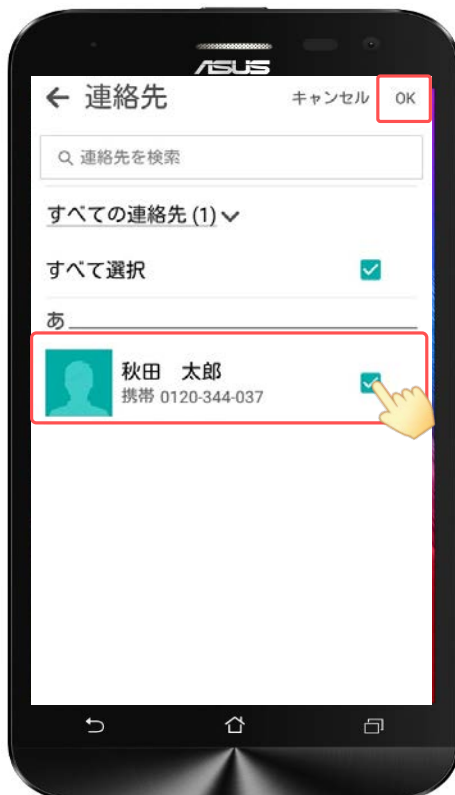 ASUS
連絡先 キャンセル OK
連絡先を検索
すべての連絡先 (1)
すべて選択
あ
秋田　太郎
携帯 0120-344-037